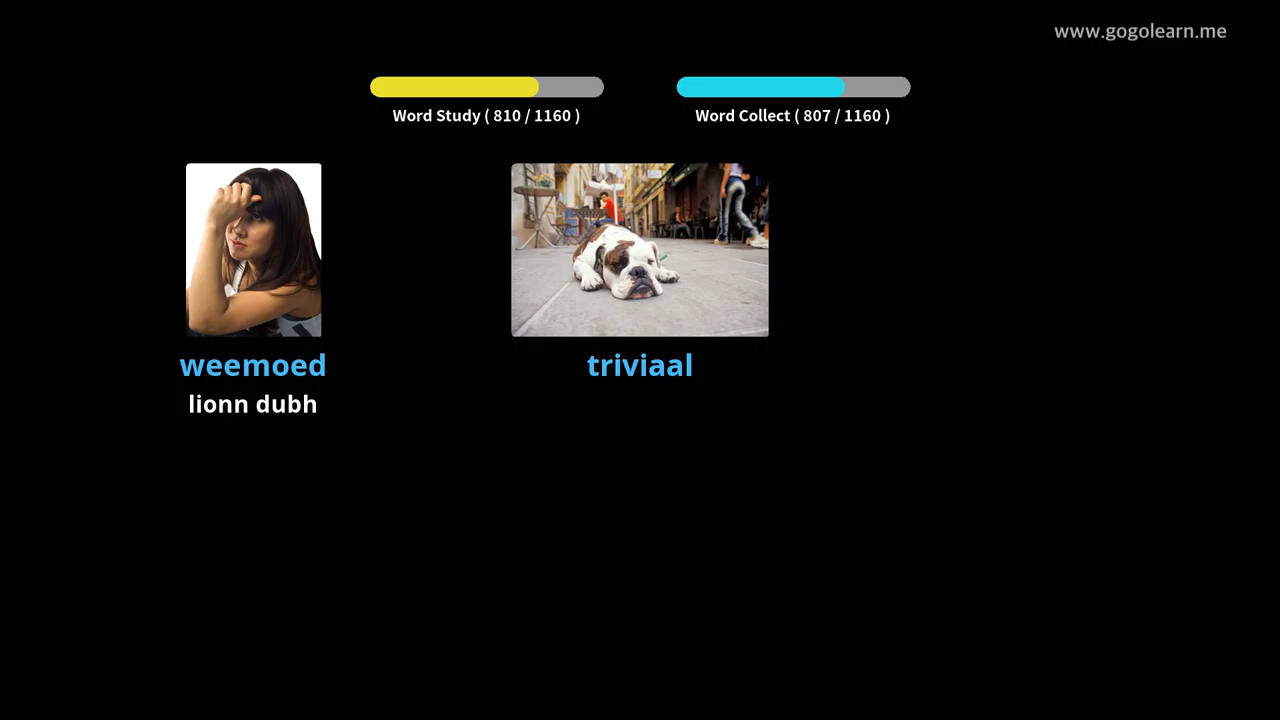 www.gogolearn.me
Word Study ( 810 / 1160 )
Word Collect ( 807 / 1160 )
weemoed
triviaal
lionn dubh